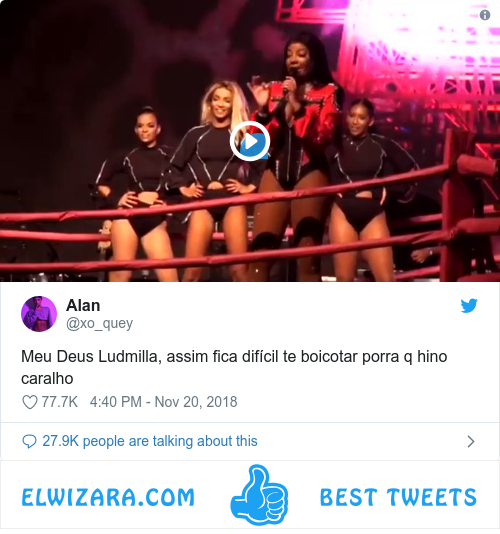 Alan
@xo_quey
Meu Deus Ludmilla, assim fica difícil te boicotar porra q hino
caralho
77.7K 4:40 PM - Nov 20, 2018
27.9K people are talking about this
ELWIZARA.COM BEST TWEETS